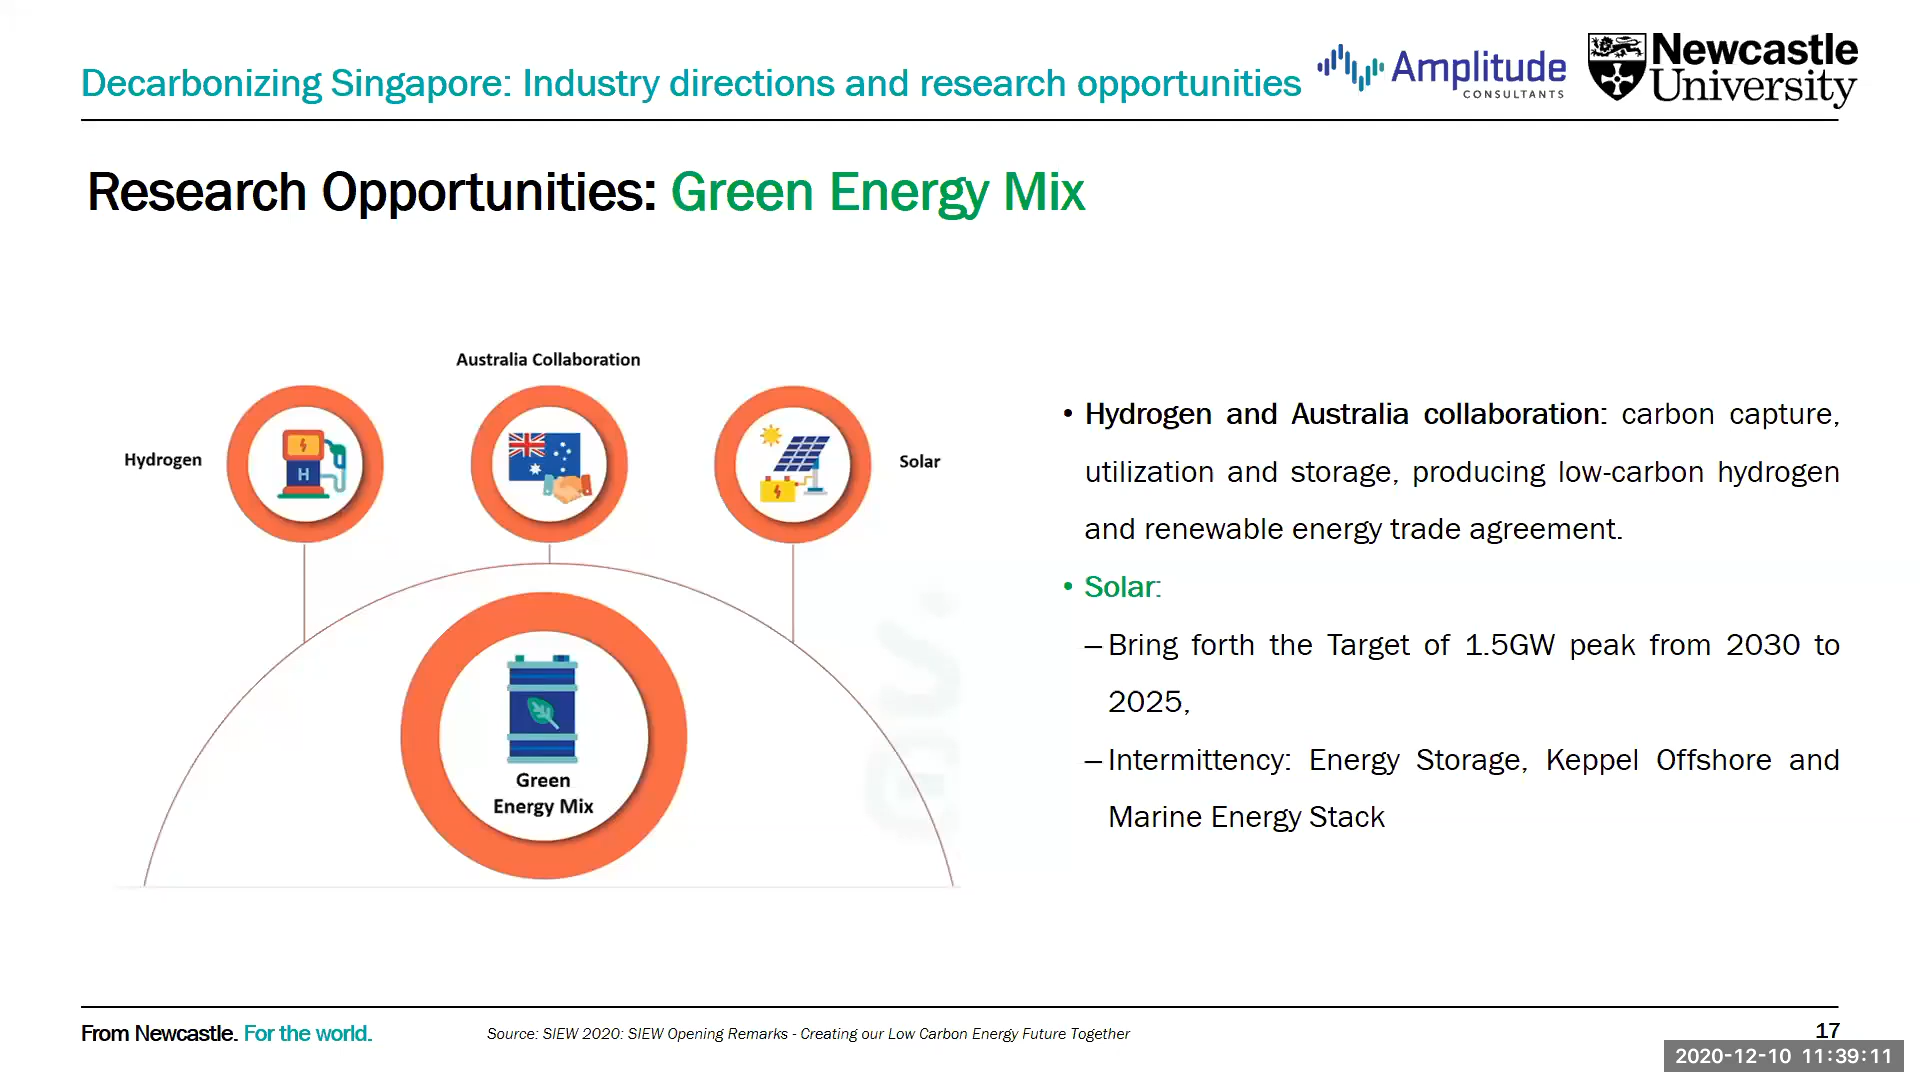 Decarbonizing Singapore: Industry directions and research opportunities
Amplitude
CONSULTANTS
Newcastle
University
Research Opportunities: Green Energy Mix
Australia Collaboration
Hydrogen
H
Solar
Green
Energy Mix
• Hydrogen and Australia collaboration: carbon capture,
utilization and storage, producing low-carbon hydrogen
and renewable energy trade agreement.
• Solar:
– Bring forth the Target of 1.5GW peak from 2030 to
2025,
– Intermittency: Energy Storage, Keppel Offshore and
Marine Energy Stack
From Newcastle. For the world.
Source: SIEW 2020: SIEW Opening Remarks - Creating our Low Carbon Energy Future Together
17
2020-12-10 11:39:11